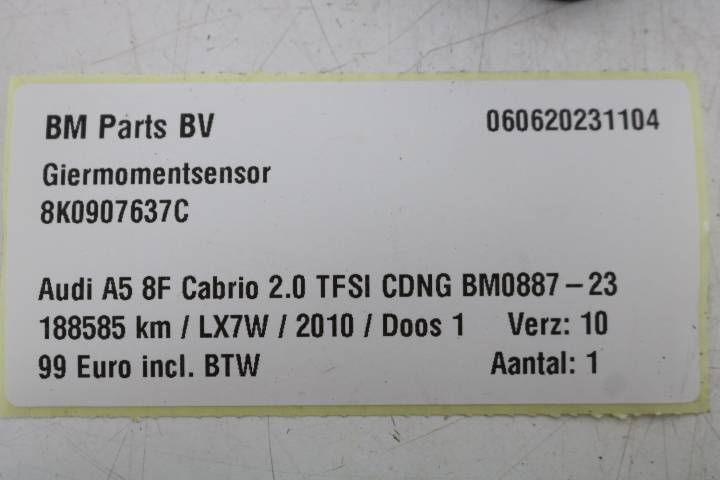 BM Parts BV 060620231104
Giermomentsensor
8K0907637C
Audi A5 8F Cabrio 2.0 TFSI CDNG BM0887-23
188585 km / LX7W / 2010 / Doos 1 Verz: 10
99 Euro incl. BTW Aantal: 1